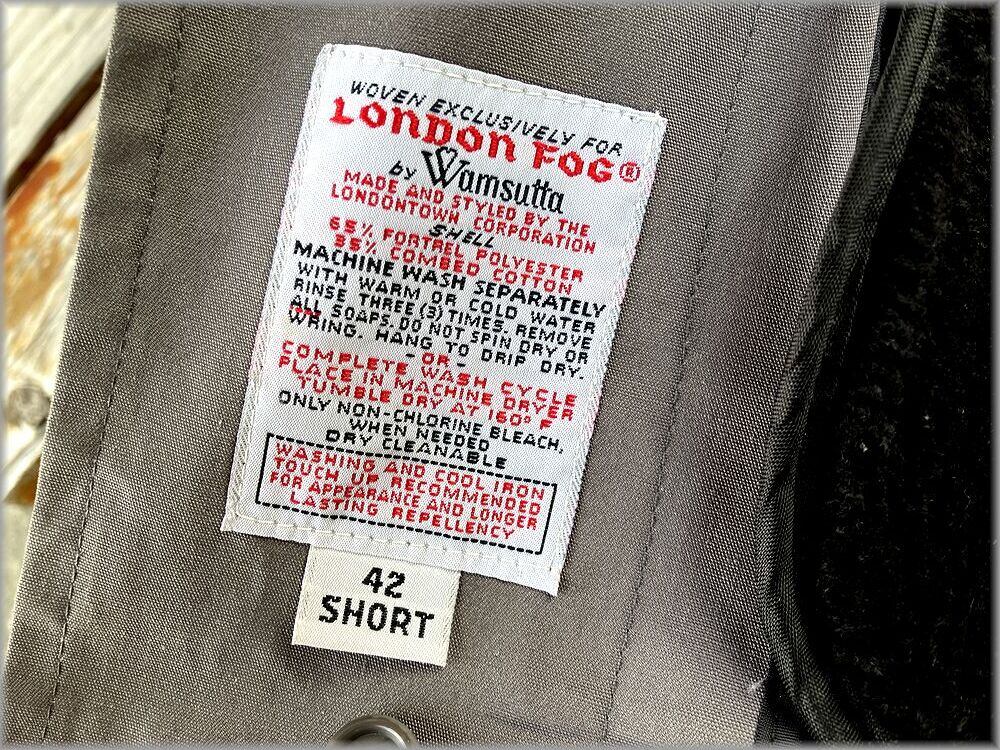 WOVEN EXCLUSIVELY FOR
LONDON FOG®
by Wamsutta
MADE AND STYLED BY THE
LONDONTOWN CORPORATION
SHELL
65% FORTREL POLYESTER
35% COMBED COTTON
MACHINE WASH SEPARATELY
WITH WARM OR COLD WATER
RINSE THREE (3) TIMES. REMOVE
ALL SOAPS. DO NOT SPIN DRY OR
WRING. HANG TO DRIP DRY.
- OR -
COMPLETE WASH CYCLE
PLACE IN MACHINE DRYER
TUMBLE DRY AT 160° F
ONLY NON-CHLORINE BLEACH,
WHEN NEEDED
DRY CLEANABLE
WASHING AND COOL IRON
TOUCH UP RECOMMENDED
FOR APPEARANCE AND LONGER
LASTING REPELLENCY
42
SHORT